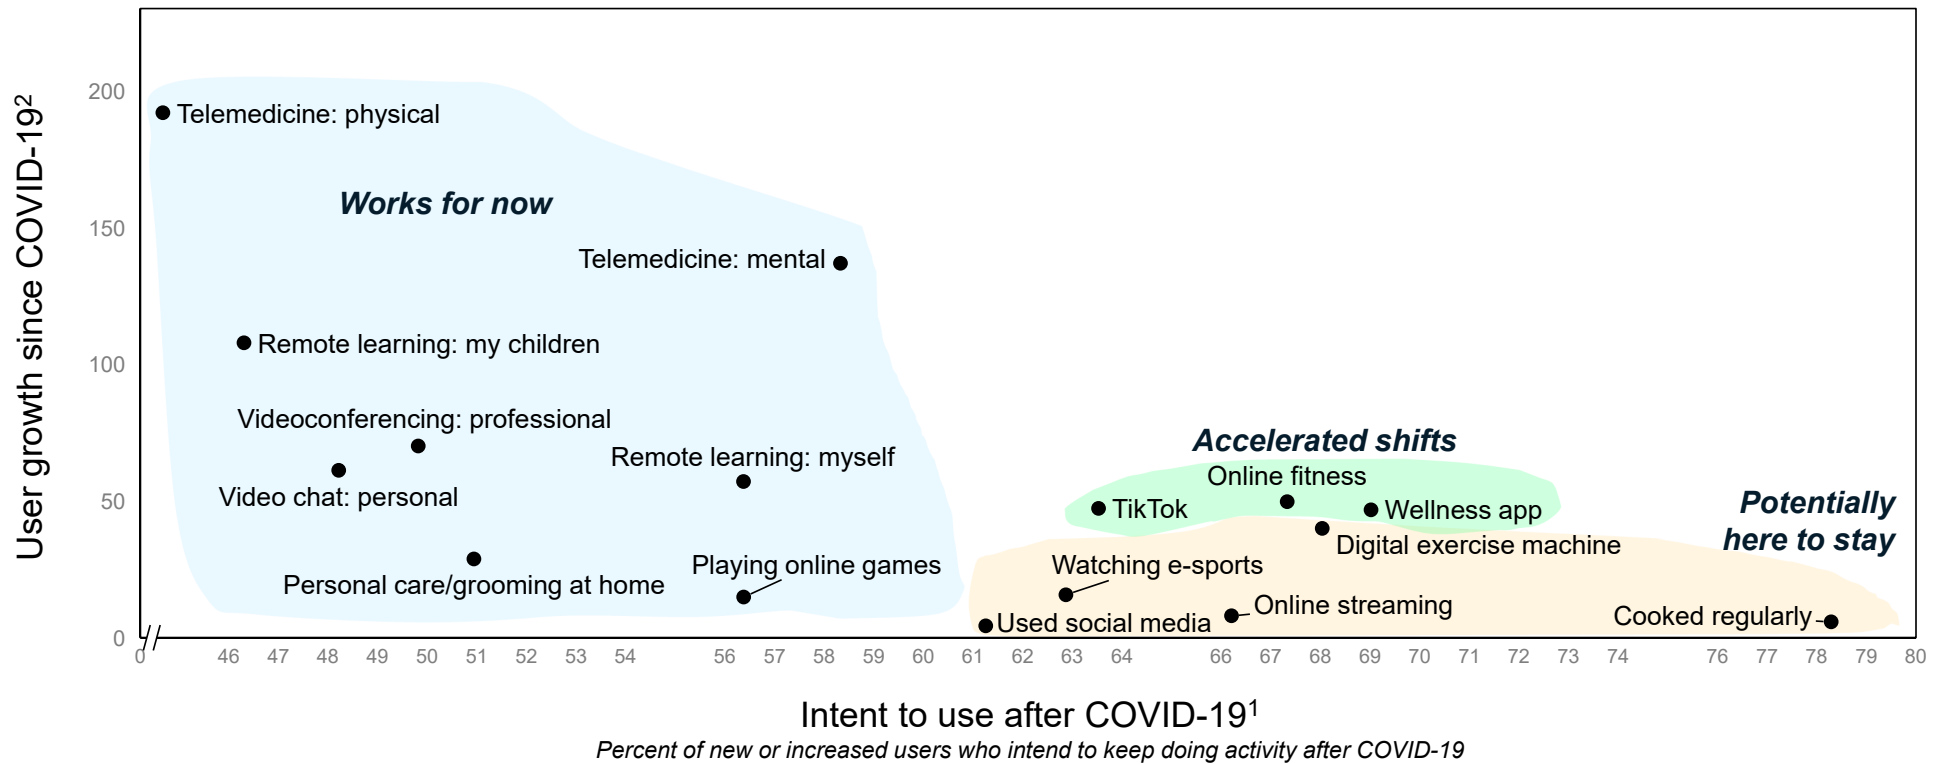 User growth since COVID-19²
200
150
100
50
0
Telemedicine: physical
Works for now
Telemedicine: mental
Remote learning: my children
Videoconferencing: professional
Remote learning: myself
Video chat: personal
Personal care/grooming at home
Playing online games
Accelerated shifts
Online fitness
TikTok
Wellness app
Potentially
here to stay
Digital exercise machine
Watching e-sports
Online streaming
Used social media
Cooked regularly
0 46 47 48 49 50 51 52 53 54 56 57 58 59 60 61 62 63 64 66 67 68 69 70 71 72 73 74 76 77 78 79 80
Intent to use after COVID-19¹
Percent of new or increased users who intend to keep doing activity after COVID-19